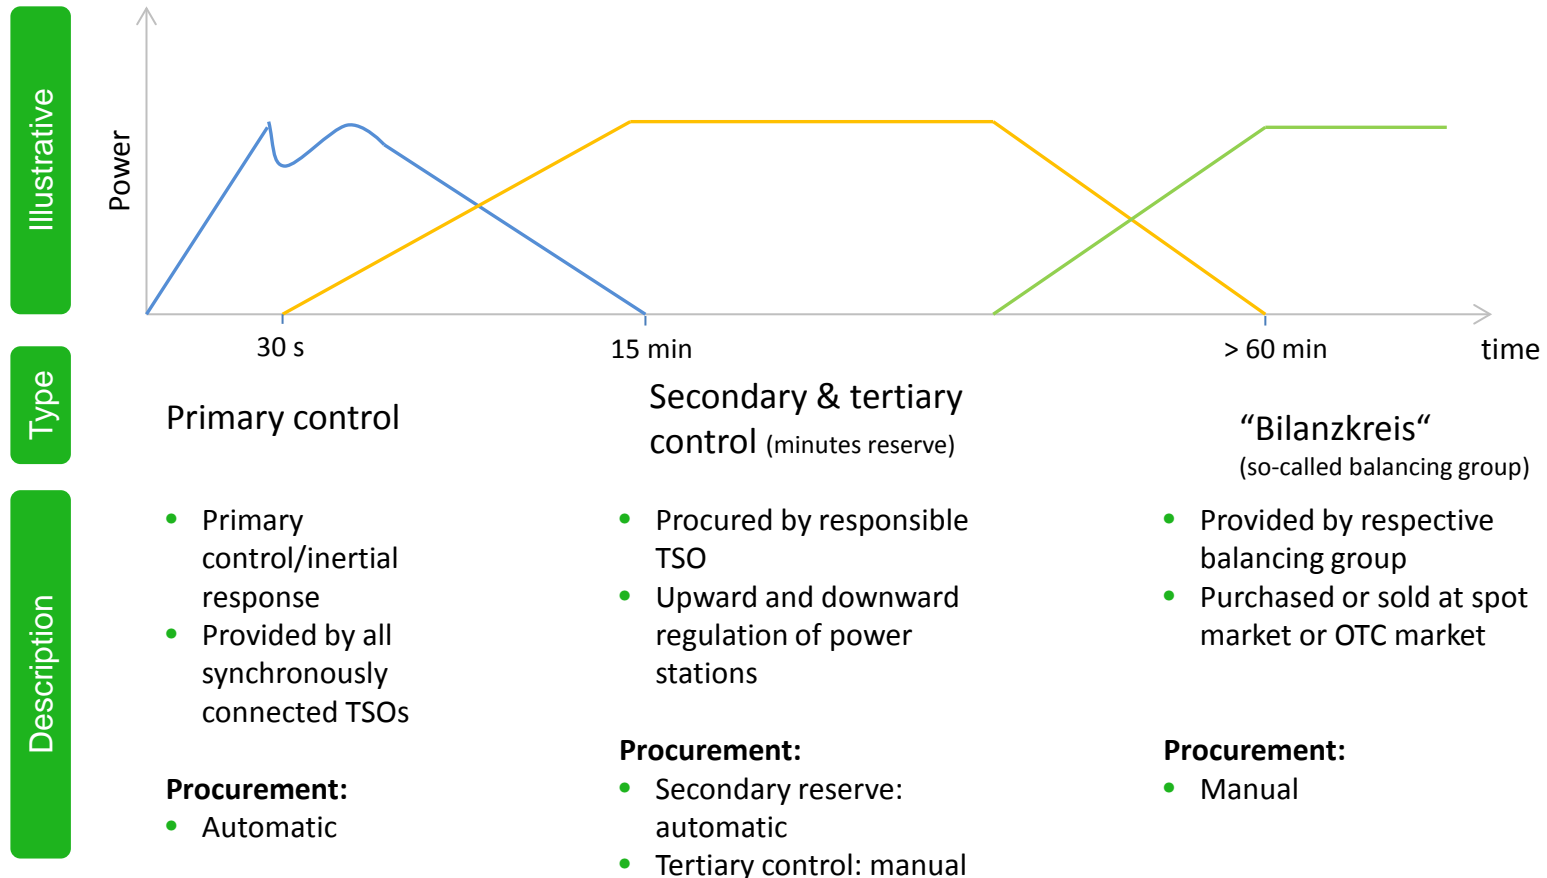 Illustrative
Power
30 s
15 min
> 60 min
time
Type
Primary control
Secondary & tertiary
control (minutes reserve)
“Bilanzkreis“
(so-called balancing group)
Description
• Primary
control/inertial
response
• Provided by all
synchronously
connected TSOs
Procurement:
• Automatic
• Procured by responsible
TSO
• Upward and downward
regulation of power
stations
Procurement:
• Secondary reserve:
automatic
• Tertiary control: manual
• Provided by respective
balancing group
• Purchased or sold at spot
market or OTC market
Procurement:
• Manual